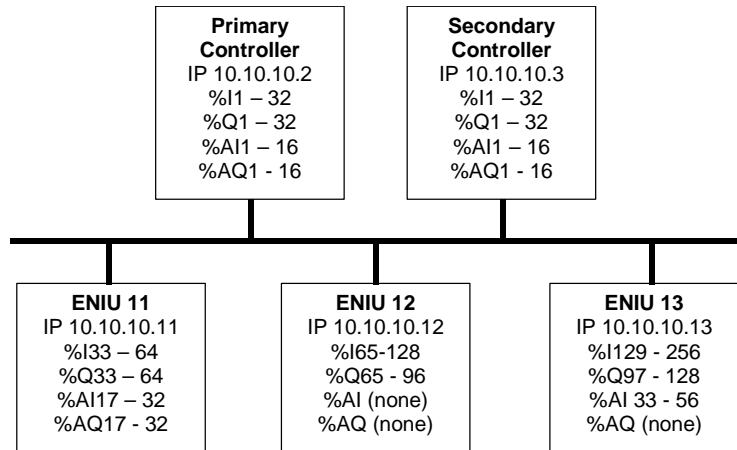 Primary
Controller
IP 10.10.10.2
%I1 – 32
%Q1 – 32
%AI1 – 16
%AQ1 - 16
Secondary
Controller
IP 10.10.10.3
%I1 – 32
%Q1 – 32
%AI1 – 16
%AQ1 - 16
ENIU 11
IP 10.10.10.11
%I33 – 64
%Q33 – 64
%AI17 – 32
%AQ17 - 32
ENIU 12
IP 10.10.10.12
%I65-128
%Q65 - 96
%AI (none)
%AQ (none)
ENIU 13
IP 10.10.10.13
%I129 - 256
%Q97 - 128
%AI 33 - 56
%AQ (none)